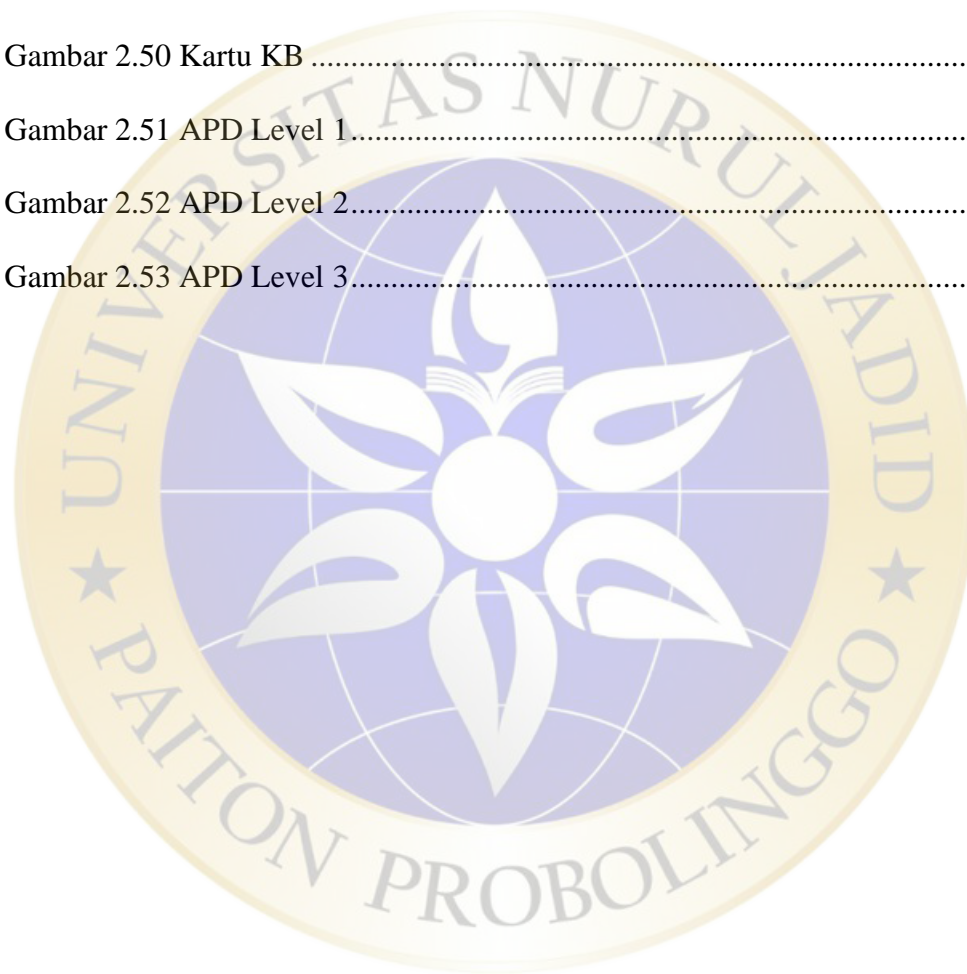 Gambar 2.50 Kartu KB ..................................................................................
Gambar 2.51 APD Level 1.............................................................................
Gambar 2.52 APD Level 2.............................................................................
Gambar 2.53 APD Level 3.............................................................................
UNIVERSITAS NURUL JADID
PAITON PROBOLINGGO